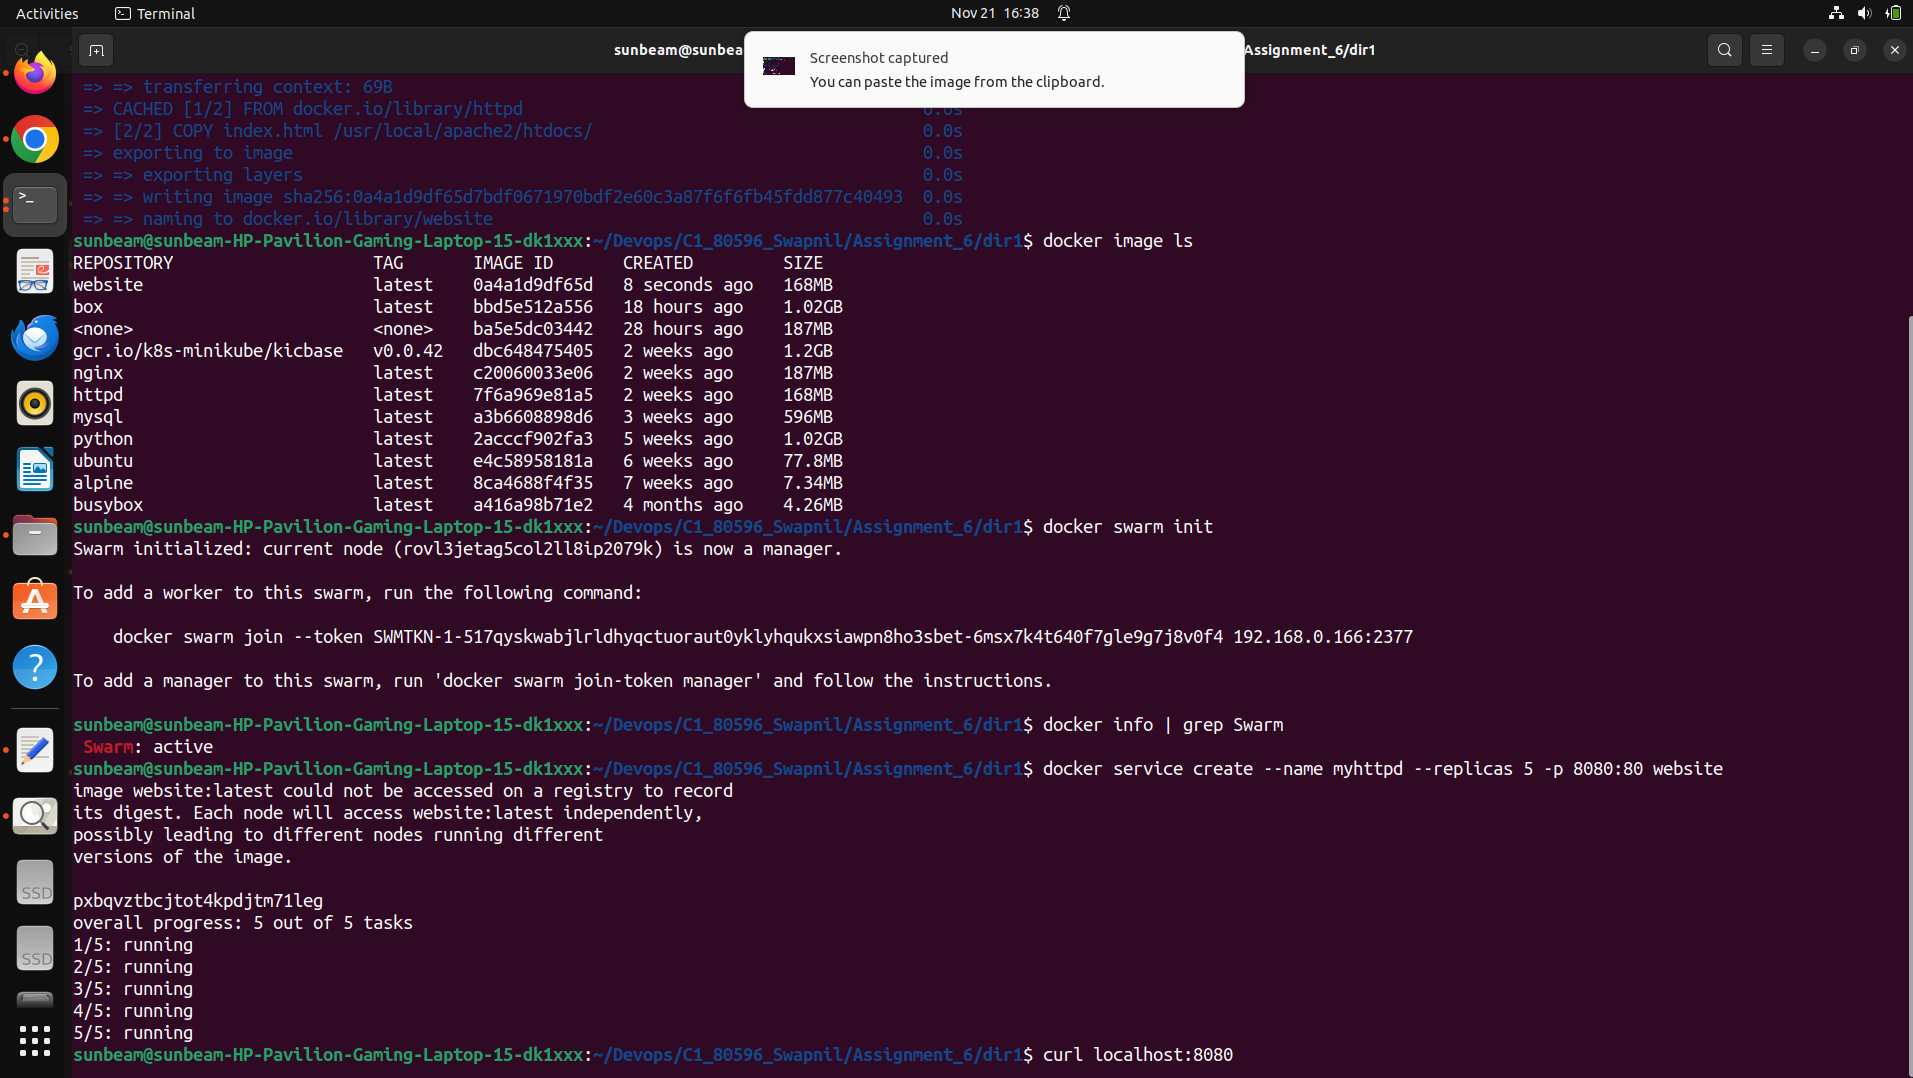 Activities
Terminal
Nov 21 16:38
sunbeam@sunbea
Assignment_6/dir1
Screenshot captured
You can paste the image from the clipboard.
=> => transferring context: 69B
=> CACHED [1/2] FROM docker.io/library/httpd 0.0s
=> [2/2] COPY index.html /usr/local/apache2/htdocs/ 0.0s
=> exporting to image 0.0s
=> => exporting layers 0.0s
=> => writing image sha256:0a4a1d9df65d7bdf0671970bdf2e60c3a87f6f6fb45fdd877c40493 0.0s
=> => naming to docker.io/library/website 0.0s
sunbeam@sunbeam-HP-Pavilion-Gaming-Laptop-15-dk1xxx:~/Devops/C1_80596_Swapnil/Assignment_6/dir1$ docker image ls
REPOSITORY TAG IMAGE ID CREATED SIZE
website latest 0a4a1d9df65d 8 seconds ago 168MB
box latest bbd5e512a556 18 hours ago 1.02GB
<none> <none> ba5e5dc03442 28 hours ago 187MB
gcr.io/k8s-minikube/kicbase v0.0.42 dbc648475405 2 weeks ago 1.2GB
nginx latest c20060033e06 2 weeks ago 187MB
httpd latest 7f6a969e81a5 2 weeks ago 168MB
mysql latest a3b6608898d6 3 weeks ago 596MB
python latest 2acccf902fa3 5 weeks ago 1.02GB
ubuntu latest e4c58958181a 6 weeks ago 77.8MB
alpine latest 8ca4688f4f35 7 weeks ago 7.34MB
busybox latest a416a98b71e2 4 months ago 4.26MB
sunbeam@sunbeam-HP-Pavilion-Gaming-Laptop-15-dk1xxx:~/Devops/C1_80596_Swapnil/Assignment_6/dir1$ docker swarm init
Swarm initialized: current node (rovl3jetag5col2ll8ip2079k) is now a manager.
To add a worker to this swarm, run the following command:
docker swarm join --token SWMTKN-1-517qyskwabjlrldhyqctuoraut0yklyhqukxsiawpn8ho3sbet-6msx7k4t640f7gle9g7j8v0f4 192.168.0.166:2377
To add a manager to this swarm, run 'docker swarm join-token manager' and follow the instructions.
sunbeam@sunbeam-HP-Pavilion-Gaming-Laptop-15-dk1xxx:~/Devops/C1_80596_Swapnil/Assignment_6/dir1$ docker info | grep Swarm
Swarm: active
sunbeam@sunbeam-HP-Pavilion-Gaming-Laptop-15-dk1xxx:~/Devops/C1_80596_Swapnil/Assignment_6/dir1$ docker service create --name myhttpd --replicas 5 -p 8080:80 website
image website:latest could not be accessed on a registry to record
its digest. Each node will access website:latest independently,
possibly leading to different nodes running different
versions of the image.
pxbqvztbcjtot4kpdjtm71leg
overall progress: 5 out of 5 tasks
1/5: running
2/5: running
3/5: running
4/5: running
5/5: running
sunbeam@sunbeam-HP-Pavilion-Gaming-Laptop-15-dk1xxx:~/Devops/C1_80596_Swapnil/Assignment_6/dir1$ curl localhost:8080
SSD
SSD